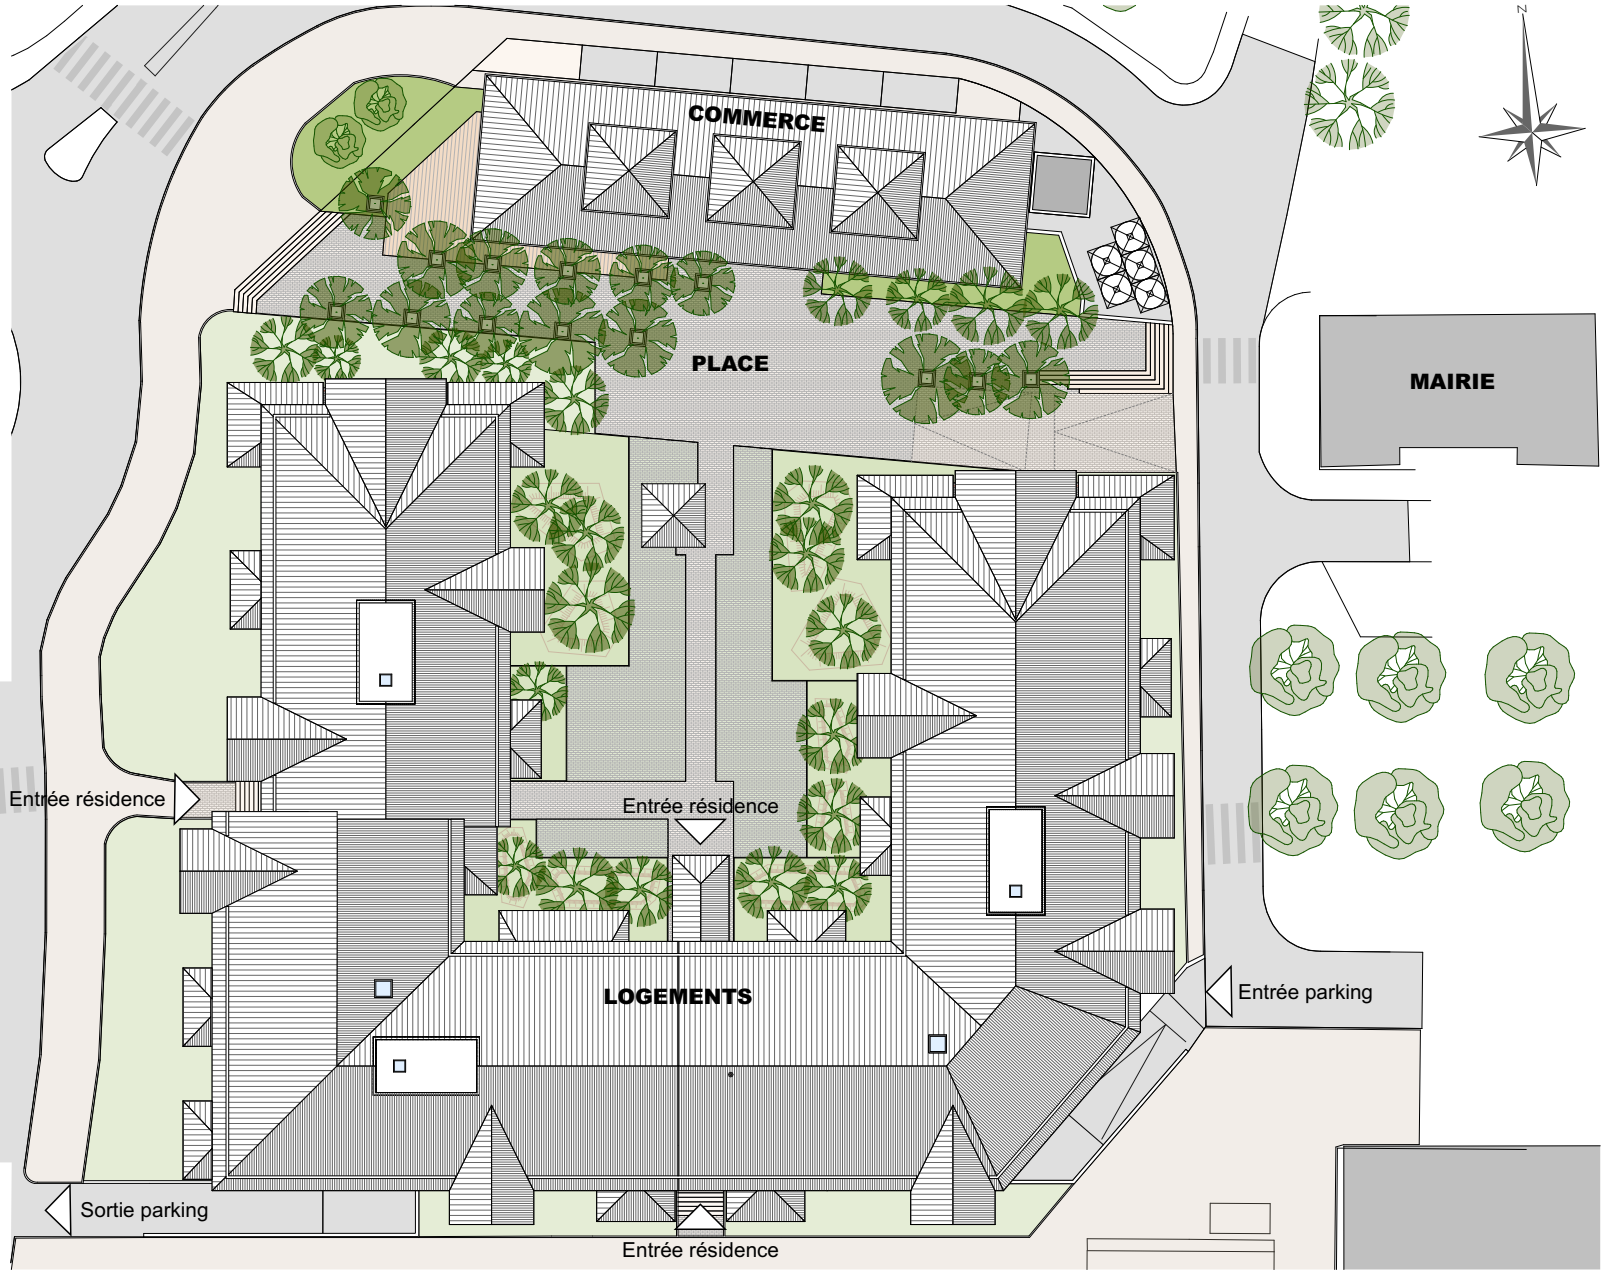 N
COMMERCE
PLACE
MAIRIE
Entrée résidence
Entrée résidence
LOGEMENTS
Entrée parking
Sortie parking
Entrée résidence